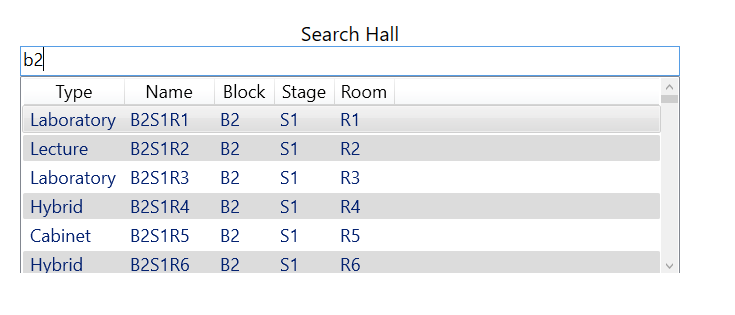 Search Hall
b2
Type Name Block Stage Room
Laboratory B2S1R1 B2 S1 R1
Lecture B2S1R2 B2 S1 R2
Laboratory B2S1R3 B2 S1 R3
Hybrid B2S1R4 B2 S1 R4
Cabinet B2S1R5 B2 S1 R5
Hybrid B2S1R6 B2 S1 R6